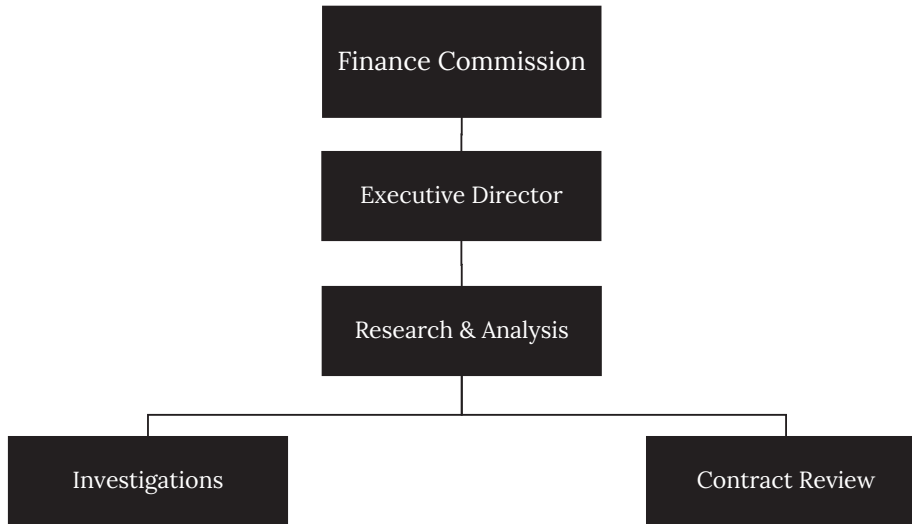 Finance Commission
Executive Director
Research & Analysis
Investigations
Contract Review